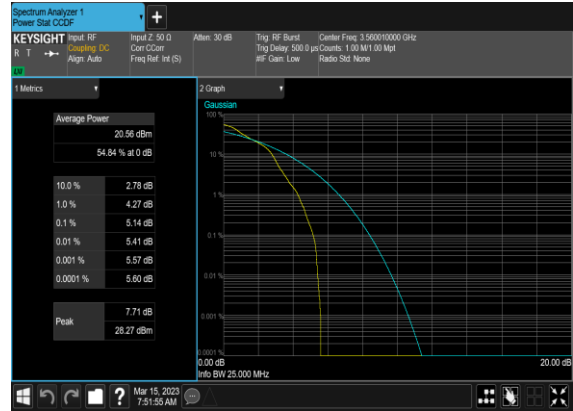 Spectrum Analyzer 1
Power Stat CCDF
KEYSIGHT
R T
LXI
Input: RF
Coupling: DC
Align: Auto
Input Z: 50 Ω
Corr CCorr
Freq Ref: Int (S)
Atten: 30 dB
Trig: RF Burst
Trig Delay: 500.0 µs
#IF Gain: Low
Center Freq: 3.560010000 GHz
Counts: 1.00 M/1.00 Mpt
Radio Std: None
1 Metrics
Average Power
20.56 dBm
54.84 % at 0 dB
10.0 % 2.78 dB
1.0 % 4.27 dB
0.1 % 5.14 dB
0.01 % 5.41 dB
0.001 % 5.57 dB
0.0001 % 5.60 dB
Peak
7.71 dB
28.27 dBm
2 Graph
Gaussian
100 %
10 %
1 %
0.1 %
0.01 %
0.001 %
0.0001 %
0.00 dB 20.00 dB
Info BW 25.000 MHz
? Mar 15, 2023
7:51:55 AM